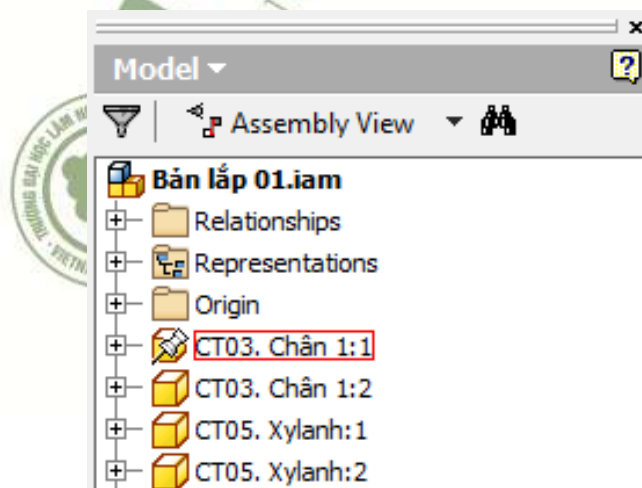 Model
Assembly View
Bản lắp 01.iam
Relationships
Representations
Origin
CT03. Chân 1:1
CT03. Chân 1:2
CT05. Xylanh:1
CT05. Xylanh:2